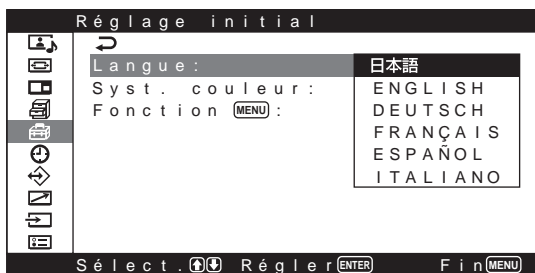 Réglage initial
Langue: 日本語
Syst. couleur: ENGLISH
Fonction MENU: DEUTSCH
FRANÇAIS
ESPAÑOL
ITALIANO
Sélect. Régler ENTER Fin MENU